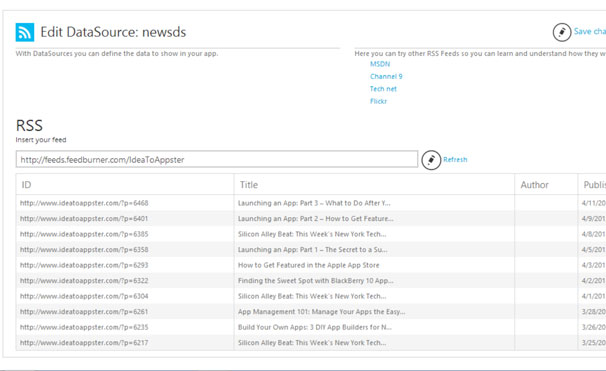 Edit DataSource: newsds
Save cha
With DataSources you can define the data to show in your app.
Here you can try other RSS Feeds so you can learn and understand how they w
MSDN
Channel 9
Tech net
Flickr
RSS
Insert your feed
http://feeds.feedburner.com/IdeaToAppster Refresh
ID Title Author Publis
http://www.ideatoappster.com/?p=6468 Launching an App: Part 3 – What to Do After Y... 4/11/20
http://www.ideatoappster.com/?p=6401 Launching an App: Part 2 – How to Get Feature... 4/9/201
http://www.ideatoappster.com/?p=6385 Silicon Alley Beat: This Week's New York Tech... 4/8/201
http://www.ideatoappster.com/?p=6358 Launching an App: Part 1 – The Secret to a Su... 4/5/201
http://www.ideatoappster.com/?p=6293 How to Get Featured in the Apple App Store 4/3/201
http://www.ideatoappster.com/?p=6322 Finding the Sweet Spot with BlackBerry 10 App... 4/2/201
http://www.ideatoappster.com/?p=6304 Silicon Alley Beat: This Week's New York Tech... 4/1/201
http://www.ideatoappster.com/?p=6261 App Management 101: Manage Your Apps the Easy... 3/28/20
http://www.ideatoappster.com/?p=6235 Build Your Own Apps: 3 DIY App Builders for N... 3/26/20
http://www.ideatoappster.com/?p=6217 Silicon Alley Beat: This Week's New York Tech... 3/25/20